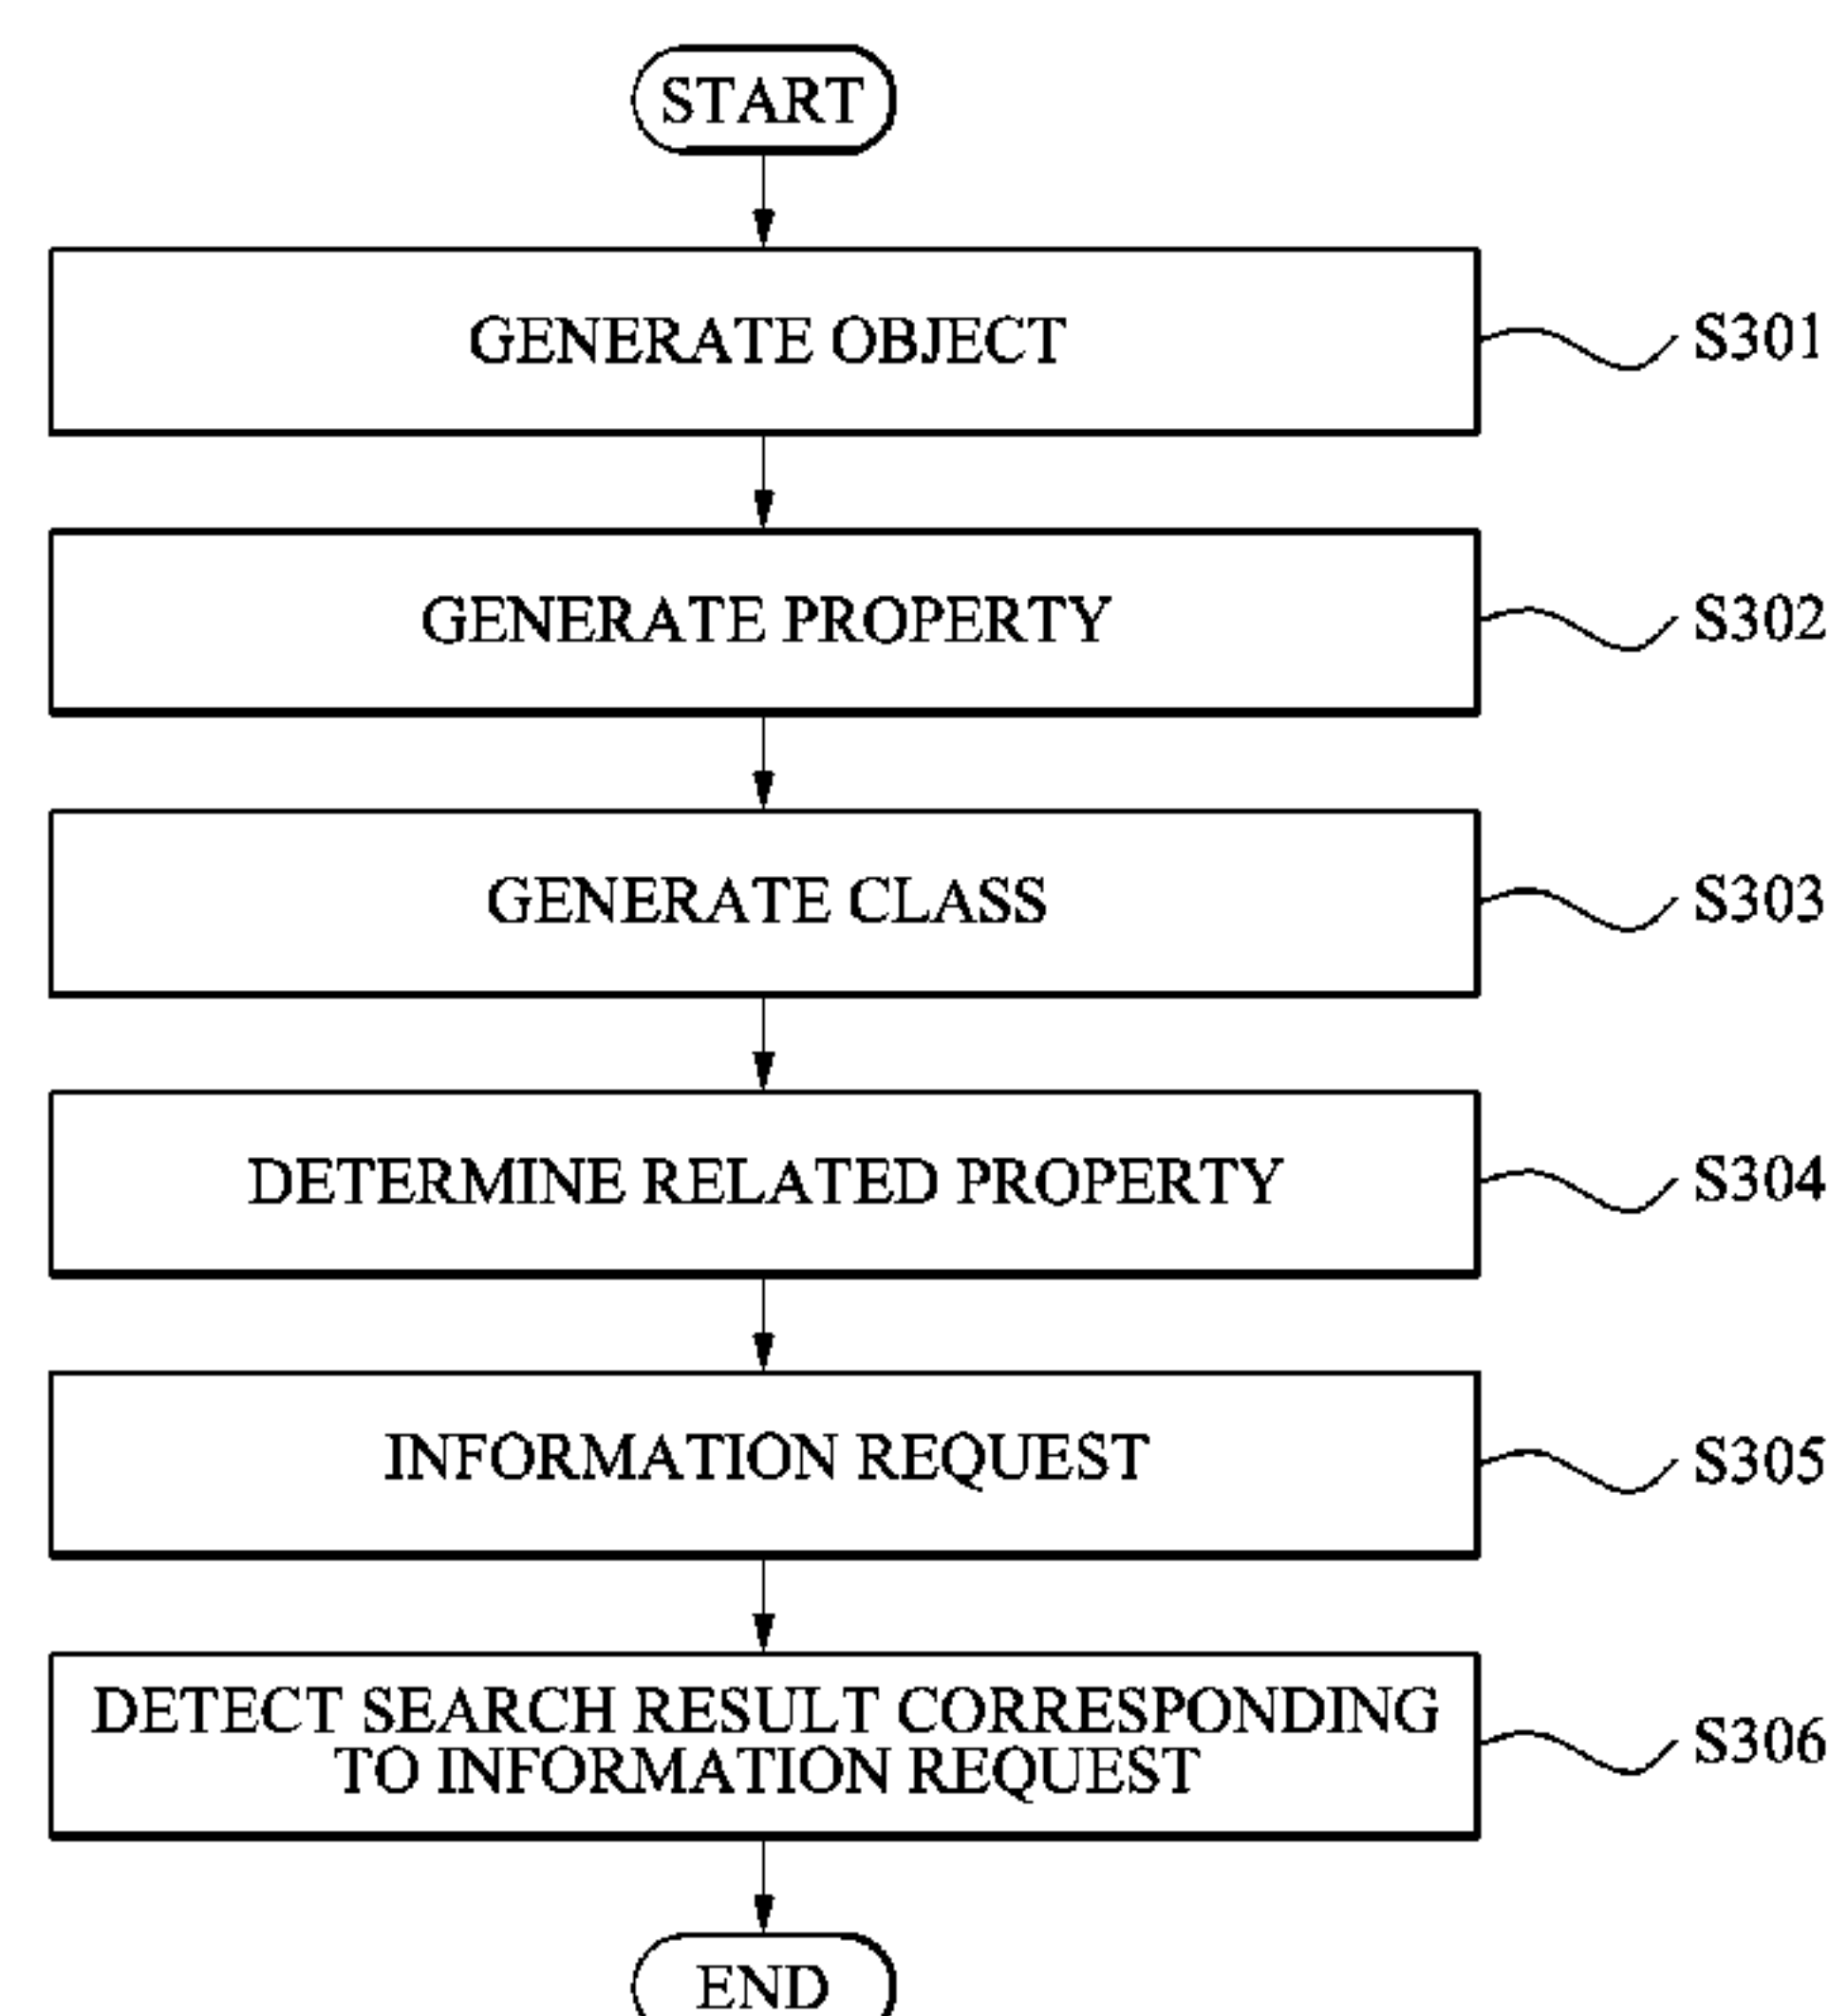 START
GENERATE OBJECT
S301
GENERATE PROPERTY
S302
GENERATE CLASS
S303
DETERMINE RELATED PROPERTY
S304
INFORMATION REQUEST
S305
DETECT SEARCH RESULT CORRESPONDING
TO INFORMATION REQUEST
S306
END